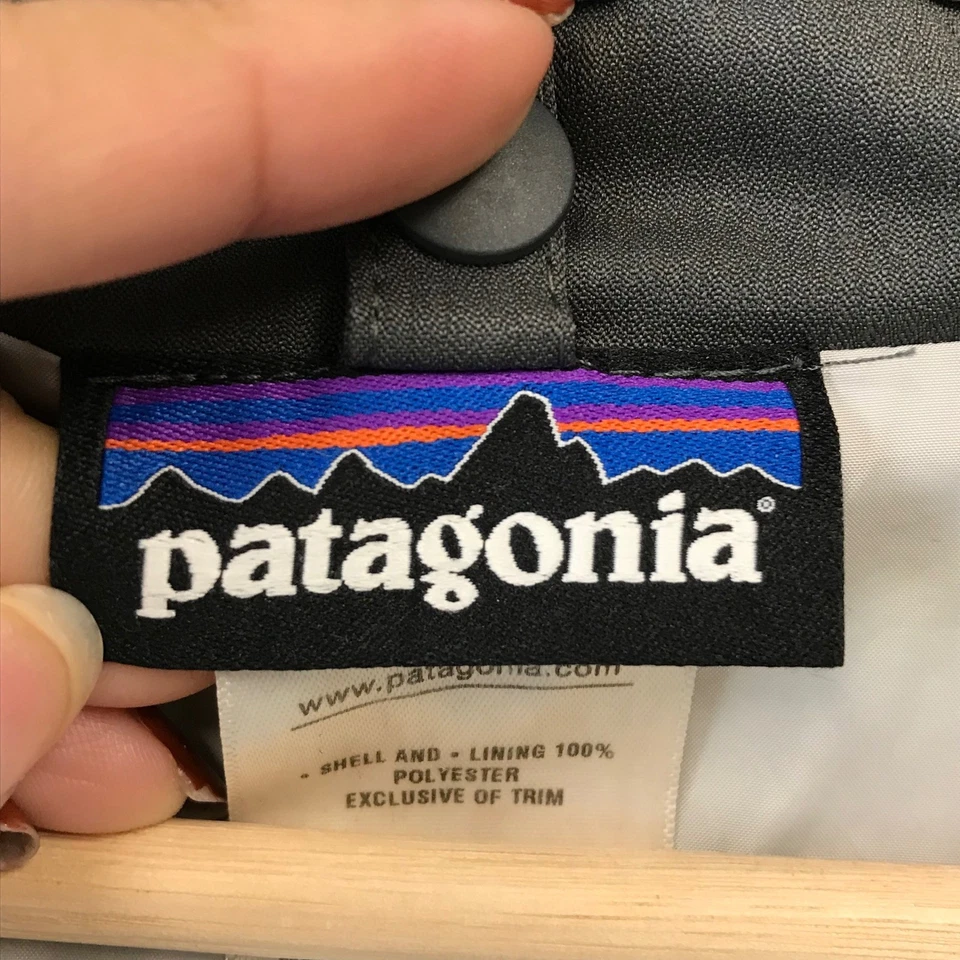 patagonia®
www.patagonia.com
• SHELL AND • LINING 100%
POLYESTER
EXCLUSIVE OF TRIM